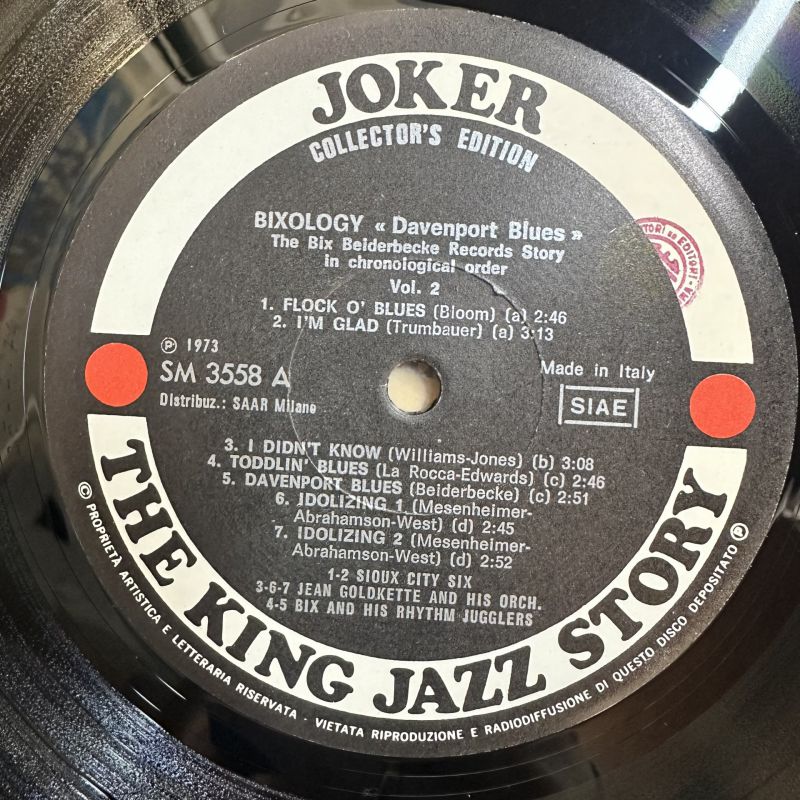 JOKER
COLLECTOR'S EDITION
BIXOLOGY « Davenport Blues »
The Bix Beiderbecke Records Story
in chronological order
Vol. 2
1. FLOCK O' BLUES (Bloom) (a) 2:46
2. I'M GLAD (Trumbauer) (a) 3:13
Ⓟ 1973
SM 3558 A
Distribuz.: SAAR Milano
Made in Italy
SIAE
3. I DIDN'T KNOW (Williams-Jones) (b) 3:08
4. TODDLIN' BLUES (La Rocca-Edwards) (c) 2:46
5. DAVENPORT BLUES (Beiderbecke) (c) 2:51
6. IDOLIZING 1 (Mesenheimer-
Abrahamson-West) (d) 2:45
7. IDOLIZING 2 (Mesenheimer-
Abrahamson-West) (d) 2:52
1-2 SIOUX CITY SIX
3-6-7 JEAN GOLDKETTE AND HIS ORCH.
4-5 BIX AND HIS RHYTHM JUGGLERS
THE KING JAZZ STORY
© PROPRIETA ARTISTICA E LETTERARIA RISERVATA - VIETATA RIPRODUZIONE E RADIODIFFUSIONE DI QUESTO DISCO DEPOSITATO Ⓟ